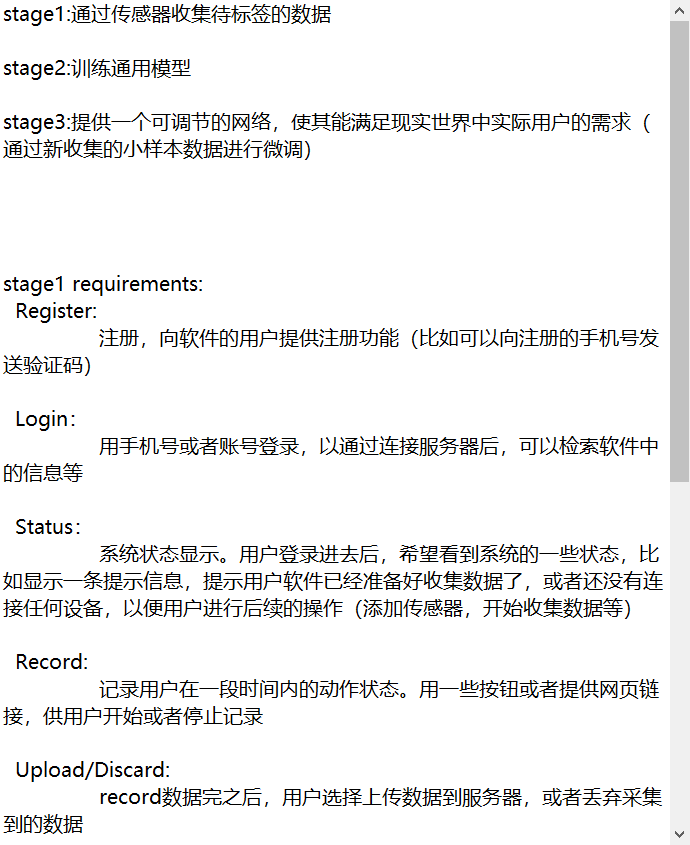 stage1:通过传感器收集待标签的数据
stage2:训练通用模型
stage3:提供一个可调节的网络，使其能满足现实世界中实际用户的需求（
通过新收集的小样本数据进行微调）
stage1 requirements:
Register:
注册，向软件的用户提供注册功能（比如可以向注册的手机号发
送验证码）
Login：
用手机号或者账号登录，以通过连接服务器后，可以检索软件中
的信息等
Status：
系统状态显示。用户登录进去后，希望看到系统的一些状态，比
如显示一条提示信息，提示用户软件已经准备好收集数据了，或者还没有连
接任何设备，以便用户进行后续的操作（添加传感器，开始收集数据等）
Record:
记录用户在一段时间内的动作状态。用一些按钮或者提供网页链
接，供用户开始或者停止记录
Upload/Discard:
record数据完之后，用户选择上传数据到服务器，或者丢弃采集
到的数据